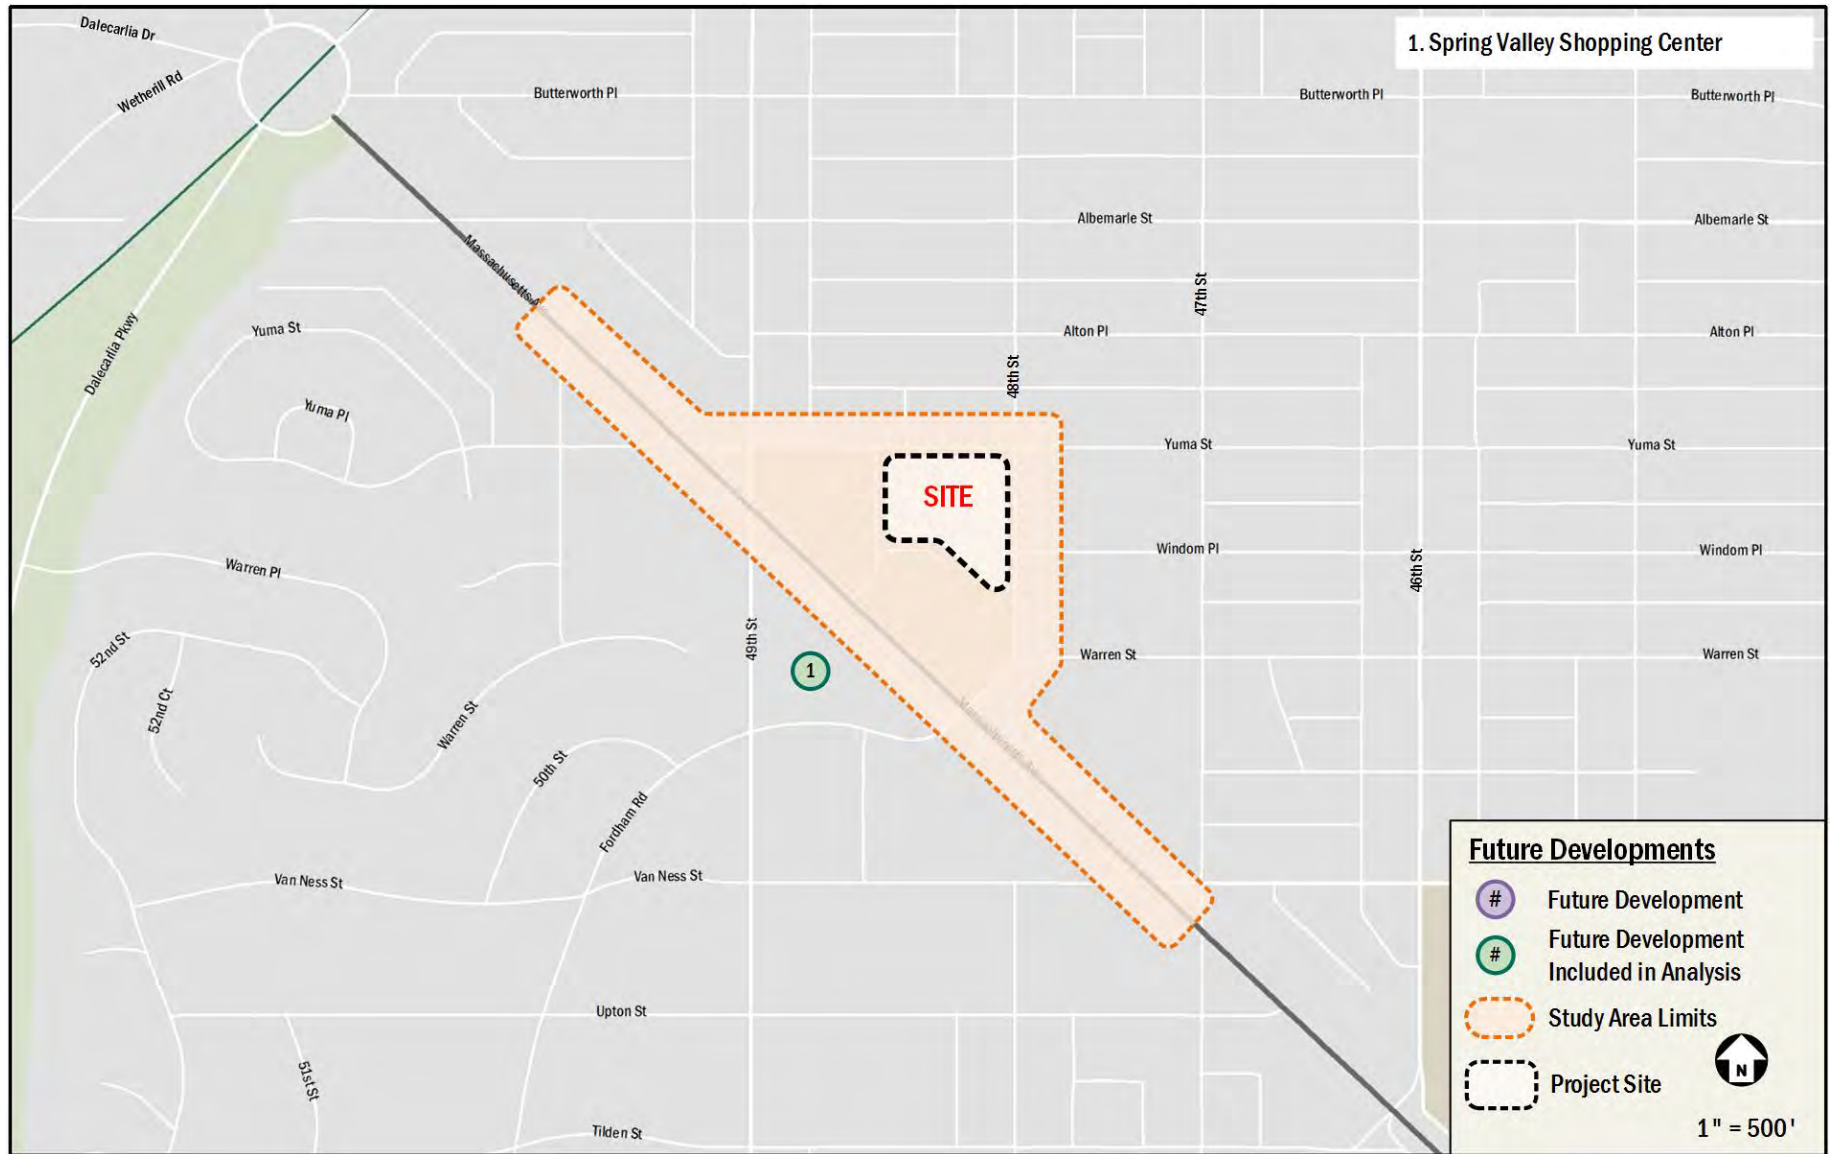 Dalecarlia Dr
1. Spring Valley Shopping Center
Wetherill Rd
Butterworth Pl
Butterworth Pl
Butterworth Pl
Albemarle St
Albemarle St
Massachusetts A
47th St
Yuma St
Alton Pl
Alton Pl
Dalecarlia Pkwy
48th St
Yuma Pl
Yuma St
Yuma St
SITE
Windom Pl
Windom Pl
46th St
Warren Pl
52nd St
49th St
Warren St
Warren St
1
52nd Ct
Warren St
Massachusetts A
50th St
Fordham Rd
Van Ness St
Van Ness St
Upton St
51st St
Tilden St
Future Developments
# Future Development
# Future Development
Included in Analysis
Study Area Limits
Project Site
N
1" = 500'